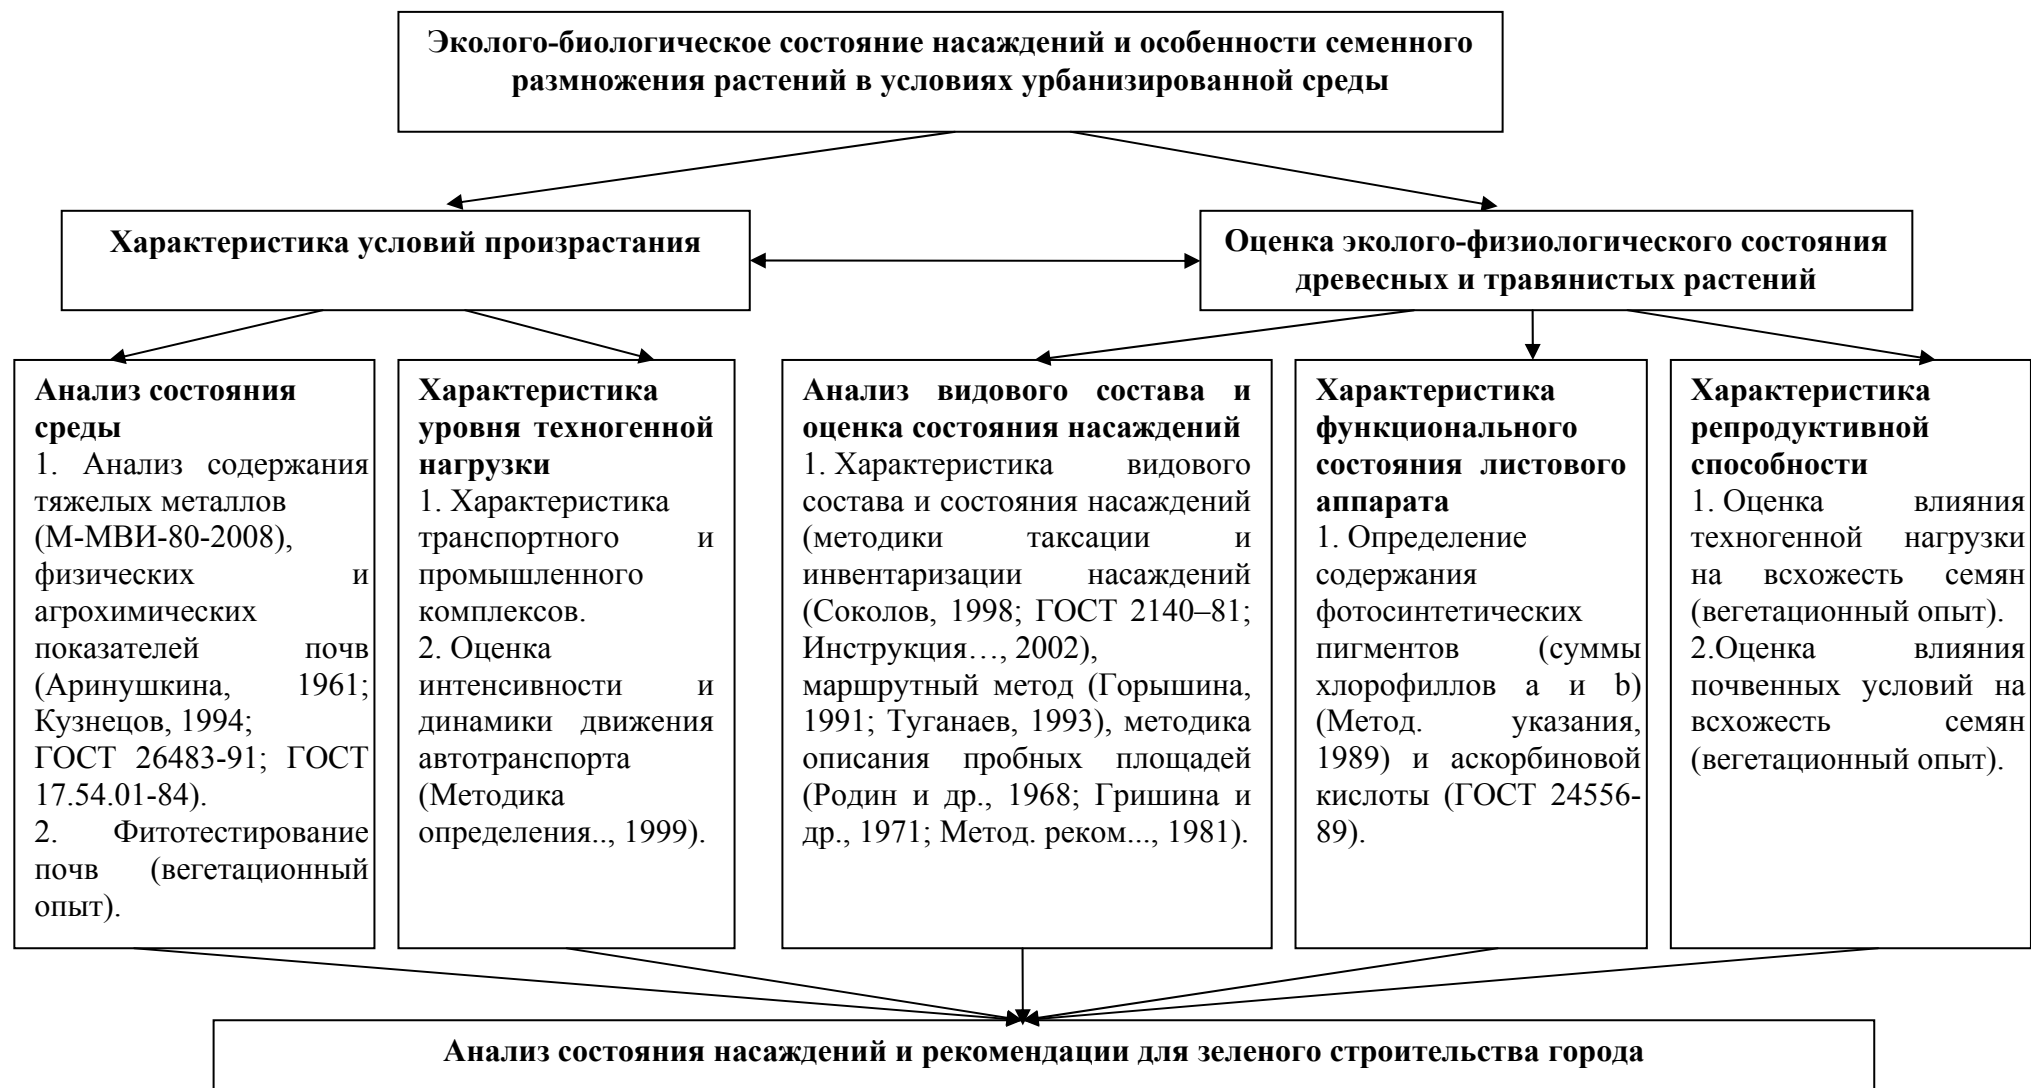 Эколого-биологическое состояние насаждений и особенности семенного
размножения растений в условиях урбанизированной среды
Характеристика условий произрастания
Оценка эколого-физиологического состояния
древесных и травянистых растений
Анализ состояния
среды
1. Анализ содержания
тяжелых металлов
(М-МВИ-80-2008),
физических и
агрохимических
показателей почв
(Аринушкина, 1961;
Кузнецов, 1994;
ГОСТ 26483-91; ГОСТ
17.54.01-84).
2. Фитотестирование
почв (вегетационный
опыт).
Характеристика
уровня техногенной
нагрузки
1. Характеристика
транспортного и
промышленного
комплексов.
2. Оценка
интенсивности и
динамики движения
автотранспорта
(Методика
определения.., 1999).
Анализ видового состава и
оценка состояния насаждений
1. Характеристика видового
состава и состояния насаждений
(методики таксации и
инвентаризации насаждений
(Соколов, 1998; ГОСТ 2140–81;
Инструкция…, 2002),
маршрутный метод (Горышина,
1991; Туганаев, 1993), методика
описания пробных площадей
(Родин и др., 1968; Гришина и
др., 1971; Метод. реком..., 1981).
Характеристика
функционального
состояния листового
аппарата
1. Определение
содержания
фотосинтетических
пигментов (суммы
хлорофиллов a и b)
(Метод. указания,
1989) и аскорбиновой
кислоты (ГОСТ 24556-
89).
Характеристика
репродуктивной
способности
1. Оценка влияния
техногенной нагрузки
на всхожесть семян
(вегетационный опыт).
2.Оценка влияния
почвенных условий на
всхожесть семян
(вегетационный опыт).
Анализ состояния насаждений и рекомендации для зеленого строительства города